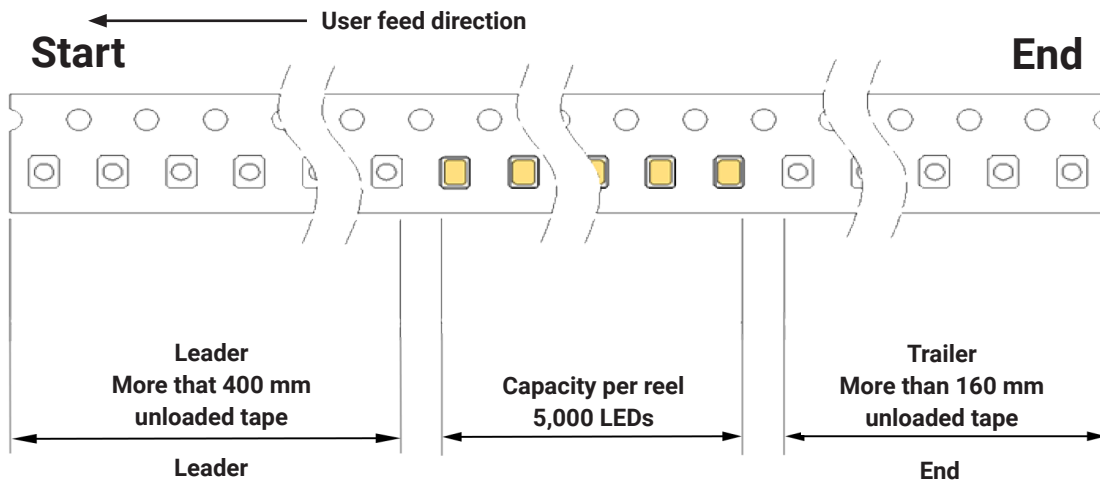 User feed direction
Start
End
Leader
More that 400 mm
unloaded tape
Capacity per reel
5,000 LEDs
Trailer
More than 160 mm
unloaded tape
Leader
End